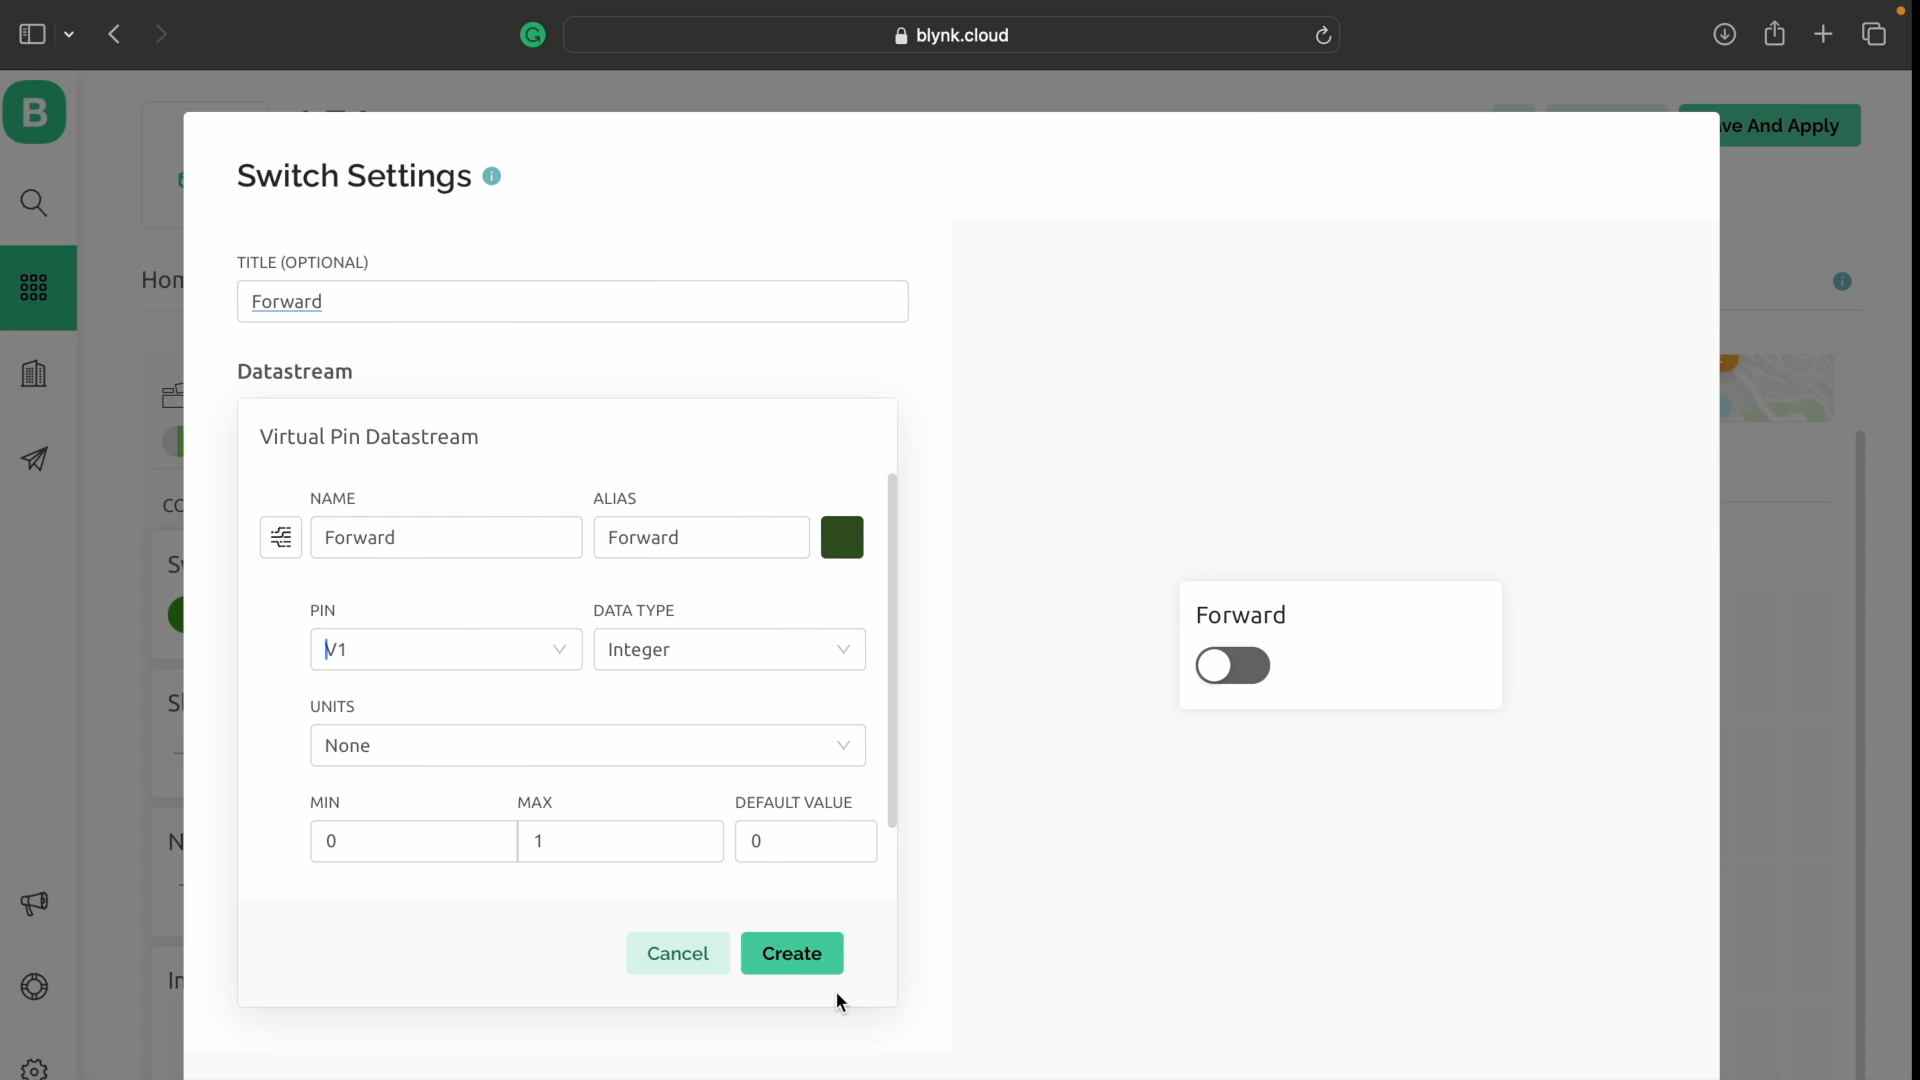 blynk.cloud
B
ve And Apply
Switch Settings
TITLE (OPTIONAL)
Hom
Forward
Datastream
Virtual Pin Datastream
NAME ALIAS
Forward Forward
PIN DATA TYPE
V1 Integer
Forward
UNITS
None
MIN MAX DEFAULT VALUE
0 1 0
Cancel Create